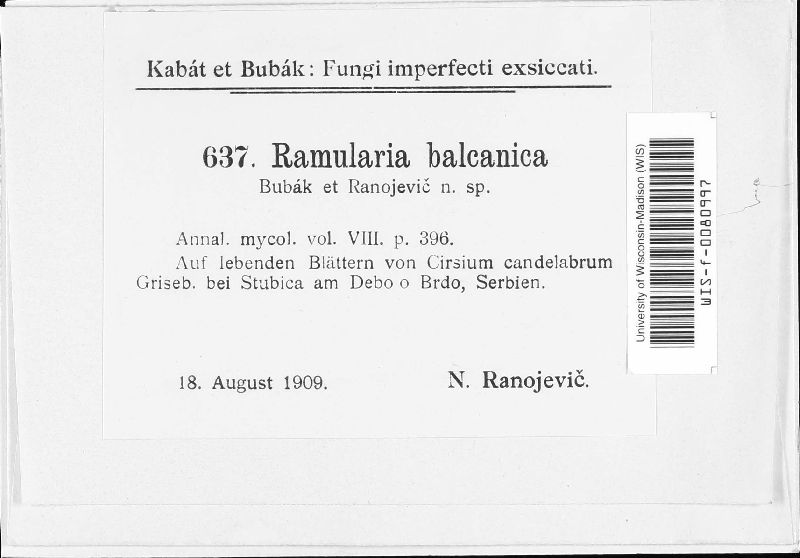 Kabát et Bubák: Fungi imperfecti exsiccati.
637. Ramularia balcanica
Bubák et Ranojevič n. sp.
Annal. mycol. vol. VIII. p. 396.
Auf lebenden Blättern von Cirsium candelabrum
Griseb. bei Stubica am Debo o Brdo, Serbien.
18. August 1909.
N. Ranojevič.
University of Wisconsin-Madison (WIS)
WIS-f-0080997